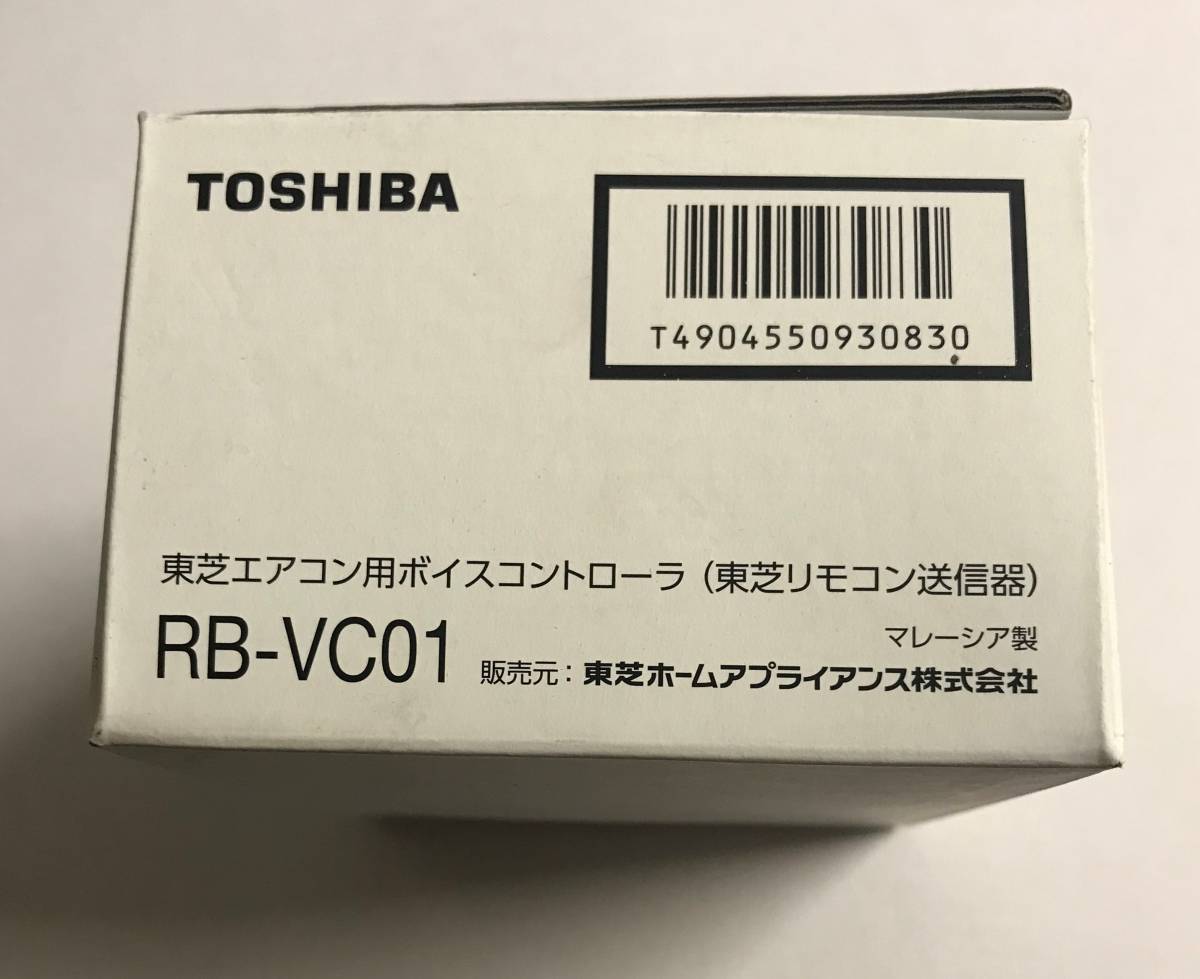 TOSHIBA
T4904550930830
東芝エアコン用ボイスコントローラ（東芝リモコン送信器）
RB-VC01
マレーシア製
販売元：東芝ホームアプライアンス株式会社